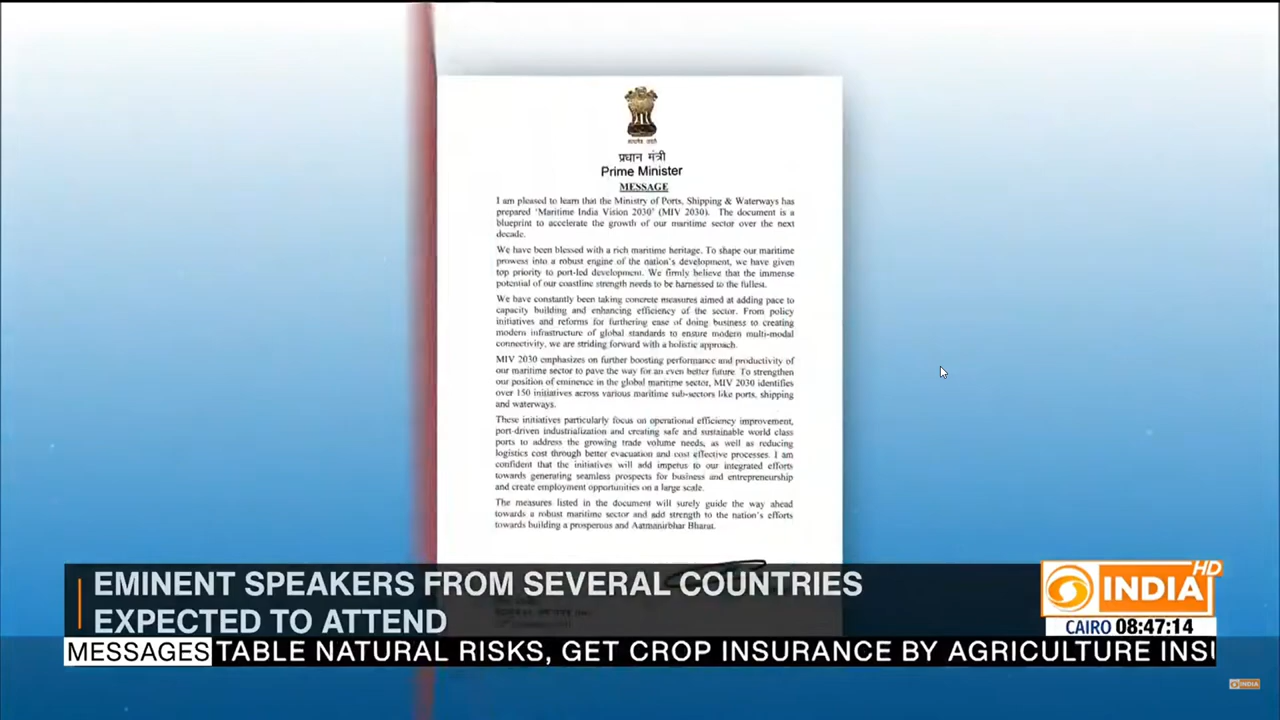 सत्यमेव जयते
प्रधान मंत्री
Prime Minister
MESSAGE
I am pleased to learn that the Ministry of Ports, Shipping & Waterways has
prepared 'Maritime India Vision 2030' (MIV 2030). The document is a
blueprint to accelerate the growth of our maritime sector over the next
decade.
We have been blessed with a rich maritime heritage. To shape our maritime
prowess into a robust engine of the nation's development, we have given
top priority to port-led development. We firmly believe that the immense
potential of our coastline strength needs to be harnessed to the fullest.
We have constantly been taking concrete measures aimed at adding pace to
capacity building and enhancing efficiency of the sector. From policy
initiatives and reforms for furthering ease of doing business to creating
modern infrastructure of global standards to ensure modern multi-modal
connectivity, we are striding forward with a holistic approach.
MIV 2030 emphasizes on further boosting performance and productivity of
our maritime sector to pave the way for an even better future. To strengthen
our position of eminence in the global maritime sector, MIV 2030 identifies
over 150 initiatives across various maritime sub-sectors like ports, shipping
and waterways.
These initiatives particularly focus on operational efficiency improvement,
port-driven industrialization and creating safe and sustainable world class
ports to address the growing trade volume needs, as well as reducing
logistics cost through better evacuation and cost effective processes. I am
confident that the initiatives will add impetus to our integrated efforts
towards generating seamless prospects for business and entrepreneurship
and create employment opportunities on a large scale.
The measures listed in the document will surely guide the way ahead
towards a robust maritime sector and add strength to the nation's efforts
towards building a prosperous and Aatmanirbhar Bharat.
EMINENT SPEAKERS FROM SEVERAL COUNTRIES
EXPECTED TO ATTEND
INDIA HD
CAIRO 08:47:14
MESSAGES TABLE NATURAL RISKS, GET CROP INSURANCE BY AGRICULTURE INSU
INDIA